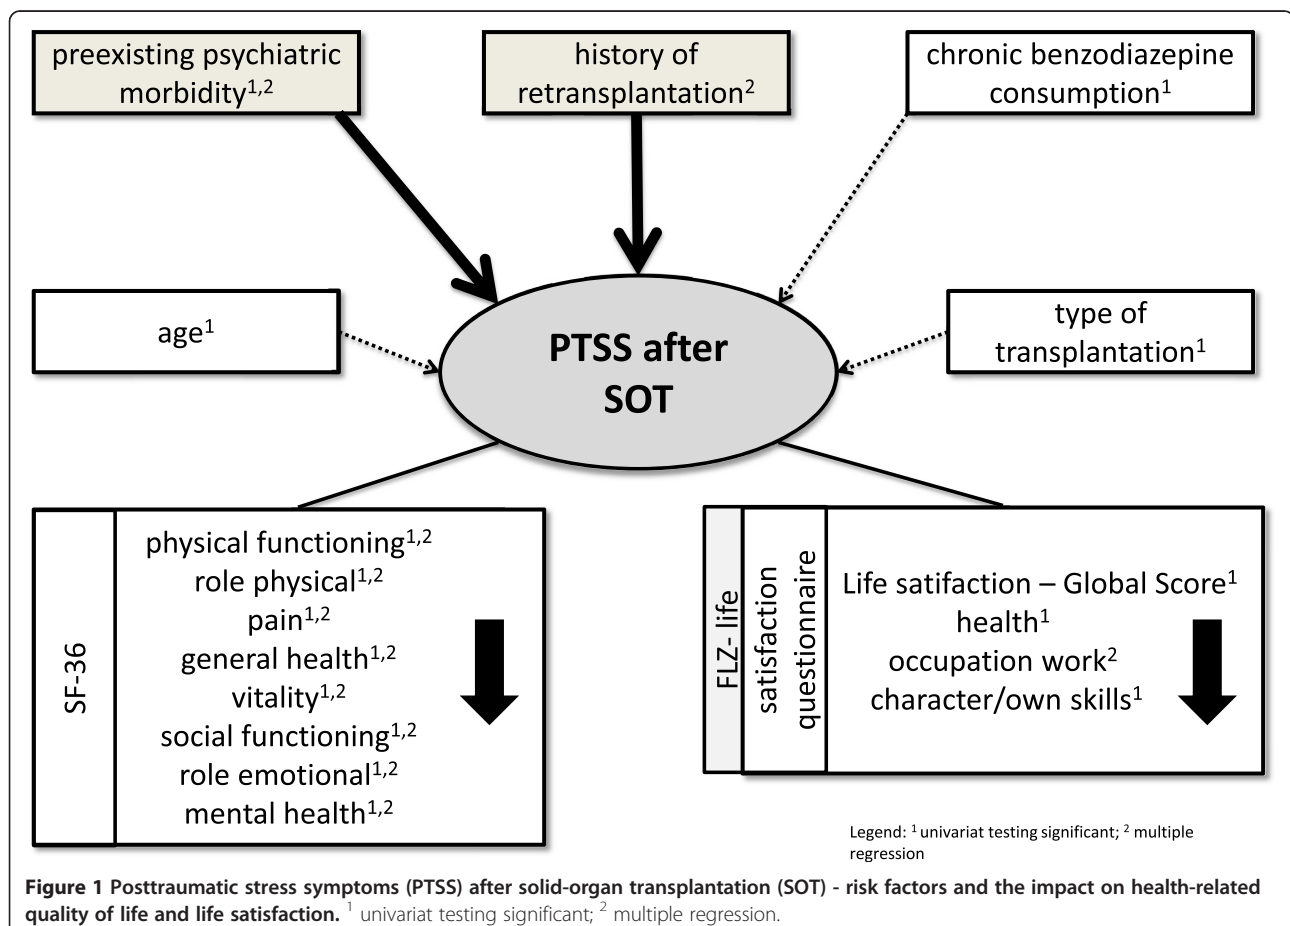 preexisting psychiatric
morbidity1,2
history of
retransplantation2
chronic benzodiazepine
consumption1
age1
PTSS after
SOT
type of
transplantation1
SF-36
physical functioning1,2
role physical1,2
pain1,2
general health1,2
vitality1,2
social functioning1,2
role emotional1,2
mental health1,2
FLZ- life
satisfaction
questionnaire
Life satifaction – Global Score1
health1
occupation work2
character/own skills1
Legend: 1 univariat testing significant; 2 multiple
regression
Figure 1 Posttraumatic stress symptoms (PTSS) after solid-organ transplantation (SOT) - risk factors and the impact on health-related
quality of life and life satisfaction. 1 univariat testing significant; 2 multiple regression.